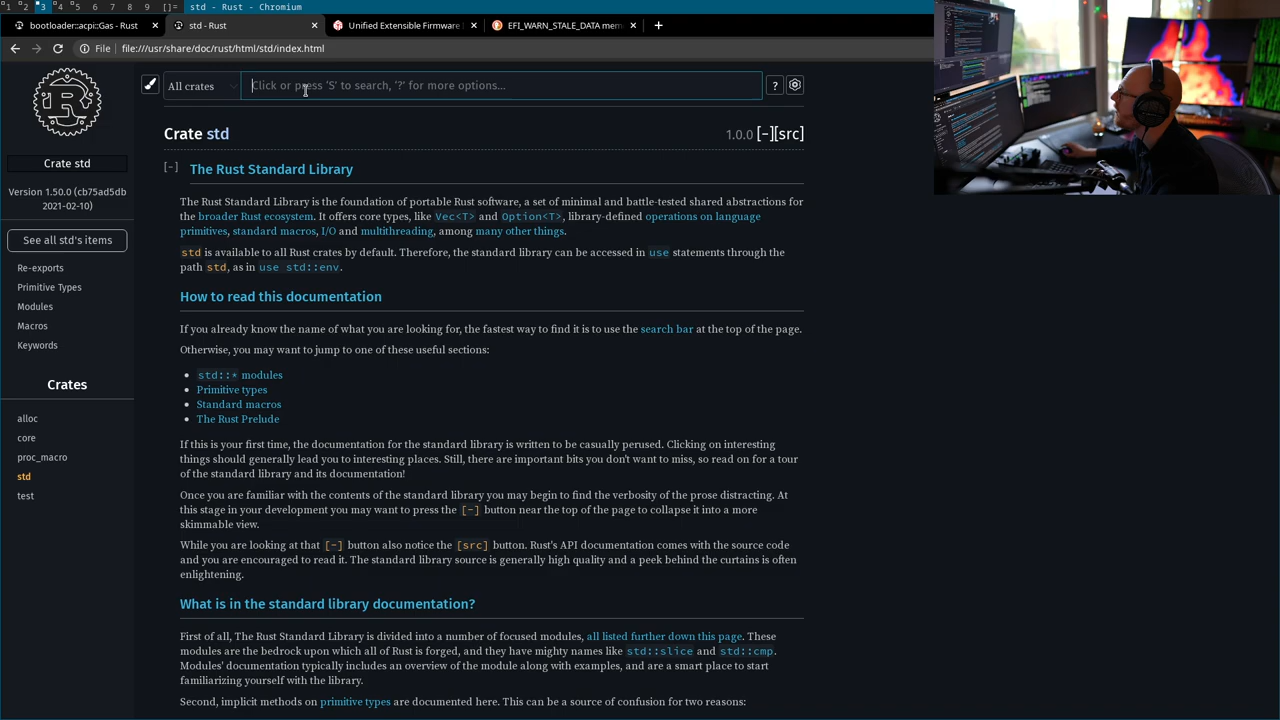 1 2 3 4 5 6 7 8 9 []= std - Rust - Chromium
bootloader::acpi::Gas - Rust × std - Rust × Unified Extensible Firmware × EFI_WARN_STALE_DATA mem × +
File file:///usr/share/doc/rust/html/std/index.html
All crates Click or press 'S' to search, '?' for more options... ?
Crate std 1.0.0 [-][src]
Crate std
Version 1.50.0 (cb75ad5db
2021-02-10)
See all std's items
Re-exports
Primitive Types
Modules
Macros
Keywords
Crates
alloc
core
proc_macro
std
test
[-] The Rust Standard Library
The Rust Standard Library is the foundation of portable Rust software, a set of minimal and battle-tested shared abstractions for
the broader Rust ecosystem. It offers core types, like Vec<T> and Option<T>, library-defined operations on language
primitives, standard macros, I/O and multithreading, among many other things.
std is available to all Rust crates by default. Therefore, the standard library can be accessed in use statements through the
path std, as in use std::env.
How to read this documentation
If you already know the name of what you are looking for, the fastest way to find it is to use the search bar at the top of the page.
Otherwise, you may want to jump to one of these useful sections:
• std::* modules
• Primitive types
• Standard macros
• The Rust Prelude
If this is your first time, the documentation for the standard library is written to be casually perused. Clicking on interesting
things should generally lead you to interesting places. Still, there are important bits you don't want to miss, so read on for a tour
of the standard library and its documentation!
Once you are familiar with the contents of the standard library you may begin to find the verbosity of the prose distracting. At
this stage in your development you may want to press the [-] button near the top of the page to collapse it into a more
skimmable view.
While you are looking at that [-] button also notice the [src] button. Rust's API documentation comes with the source code
and you are encouraged to read it. The standard library source is generally high quality and a peek behind the curtains is often
enlightening.
What is in the standard library documentation?
First of all, The Rust Standard Library is divided into a number of focused modules, all listed further down this page. These
modules are the bedrock upon which all of Rust is forged, and they have mighty names like std::slice and std::cmp.
Modules' documentation typically includes an overview of the module along with examples, and are a smart place to start
familiarizing yourself with the library.
Second, implicit methods on primitive types are documented here. This can be a source of confusion for two reasons: